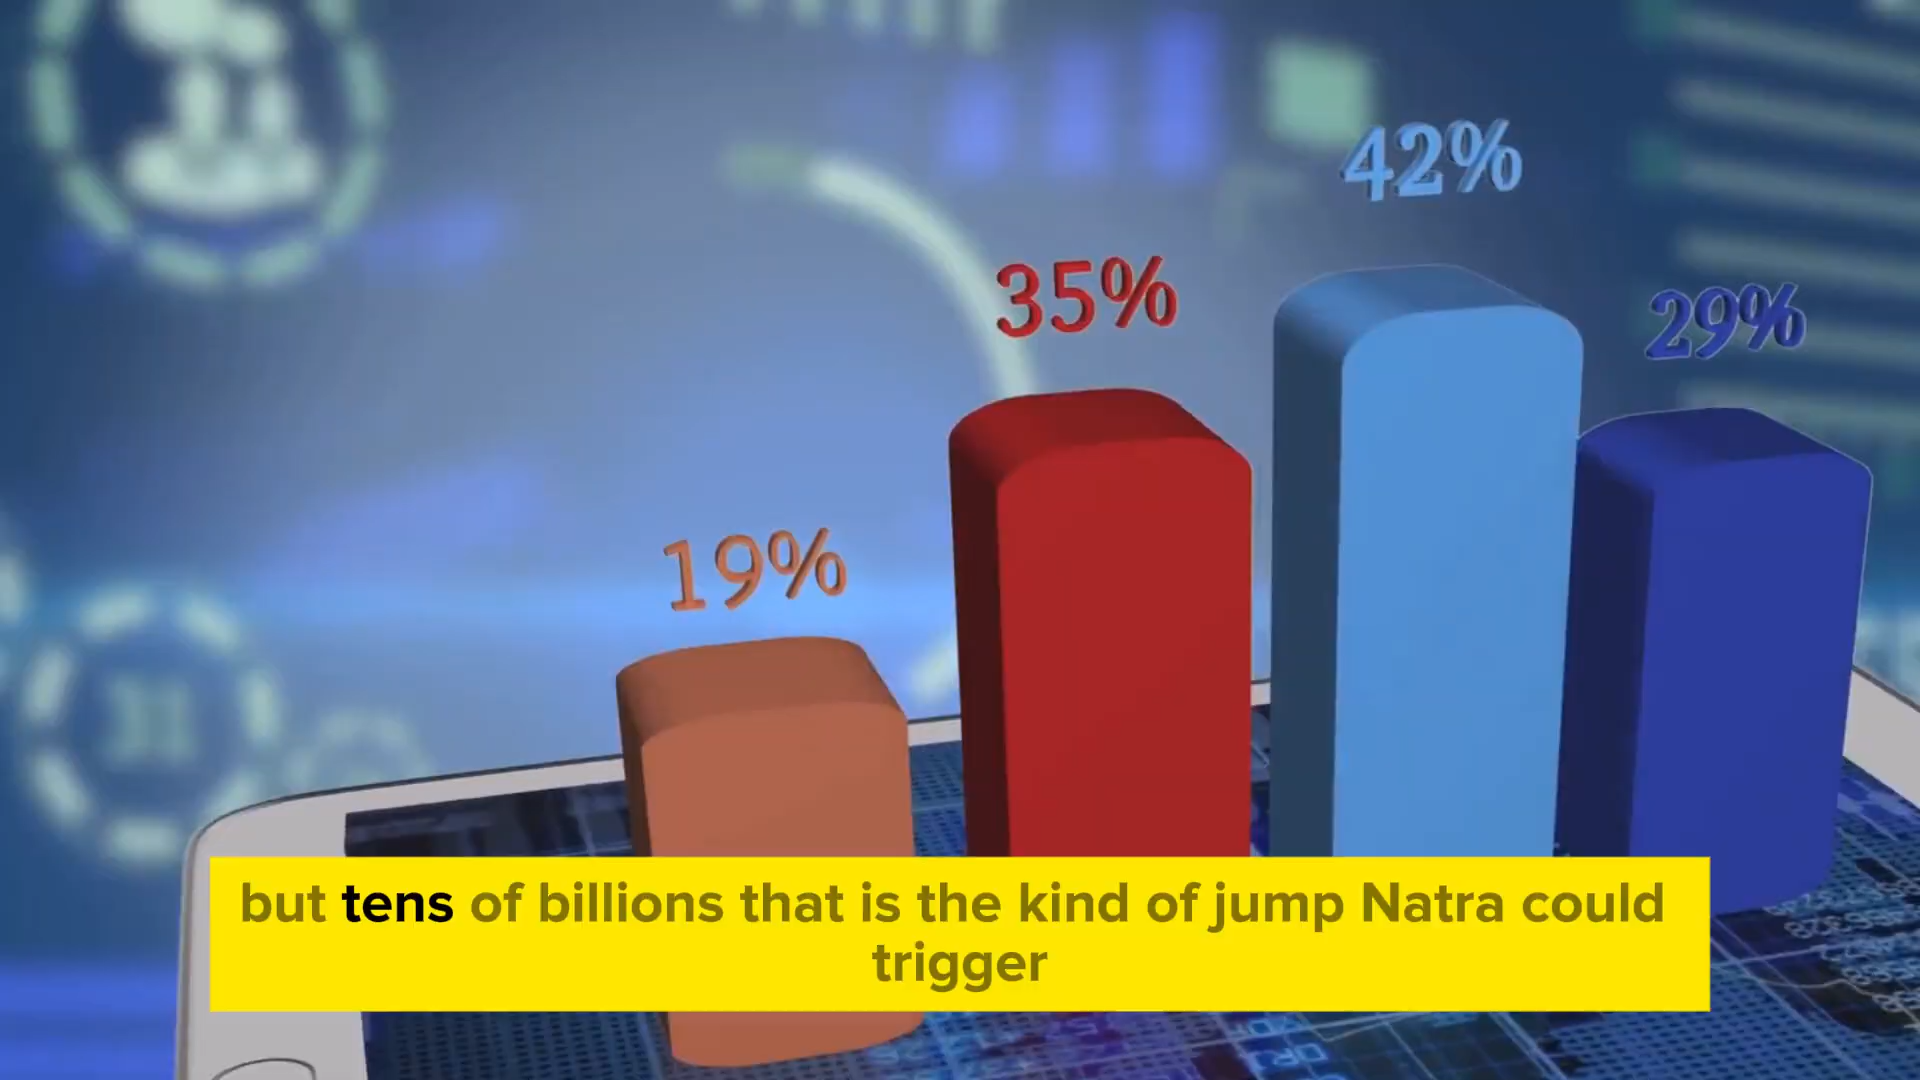 42%
35%
29%
19%
but tens of billions that is the kind of jump Natra could
trigger